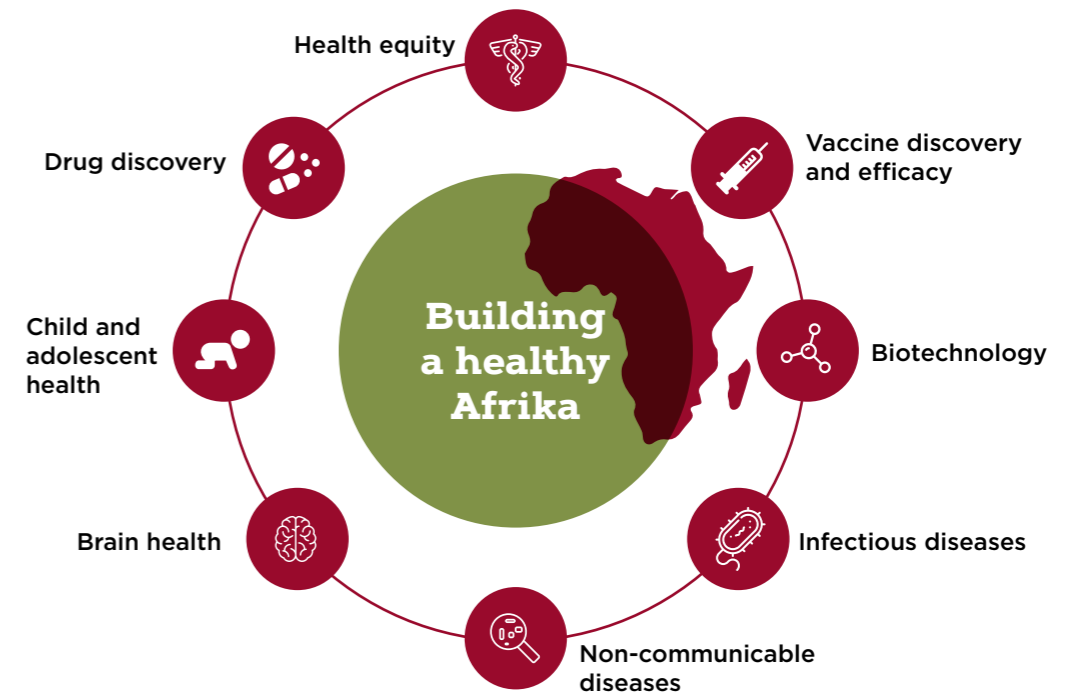 Health equity
Vaccine discovery
and efficacy
Drug discovery
Building
a healthy
Afrika
Child and
adolescent
health
Biotechnology
Brain health
Infectious diseases
Non-communicable
diseases